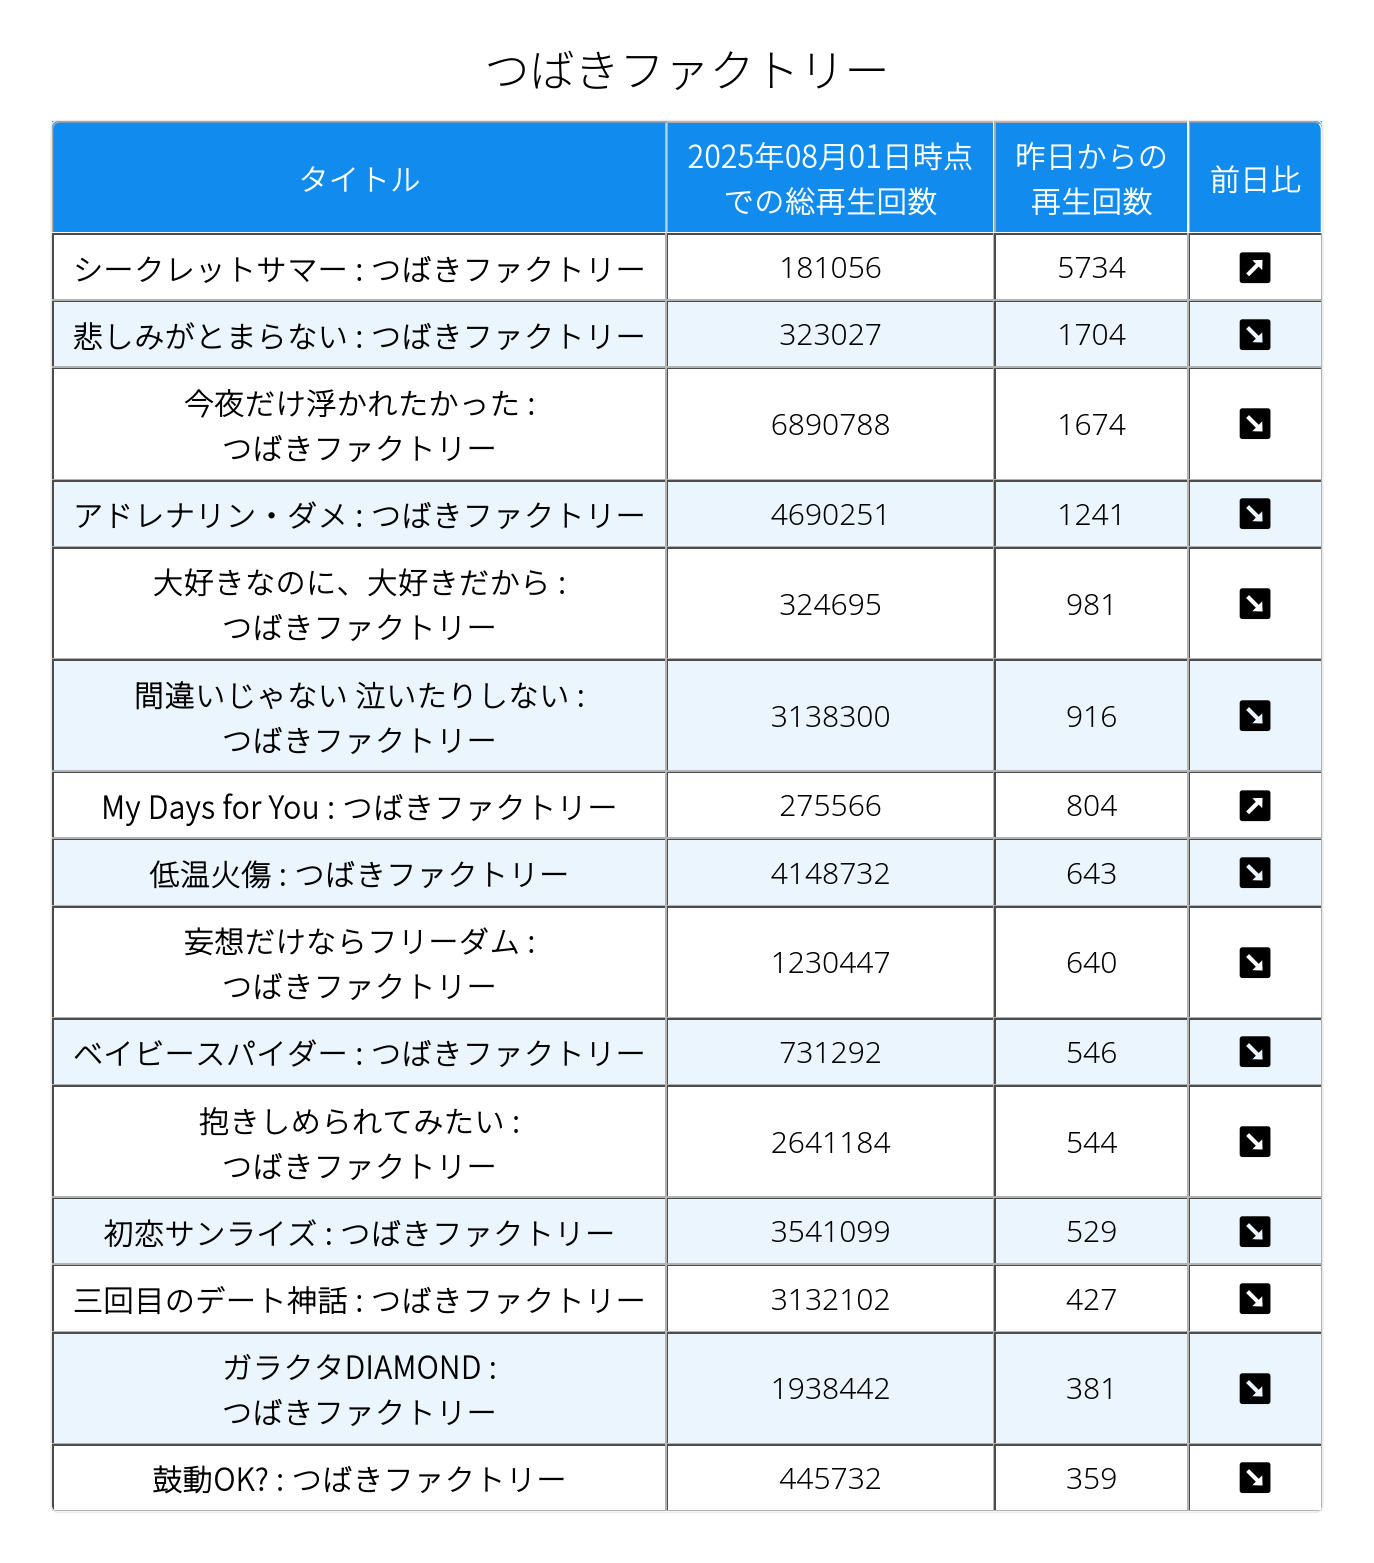 つばきファクトリー
タイトル
2025年08月01日時点
での総再生回数
昨日からの
再生回数
前日比
シークレットサマー : つばきファクトリー 181056 5734 ↗
悲しみがとまらない : つばきファクトリー 323027 1704 ↘
今夜だけ浮かれたかった :
つばきファクトリー 6890788 1674 ↘
アドレナリン・ダメ : つばきファクトリー 4690251 1241 ↘
大好きなのに、大好きだから :
つばきファクトリー 324695 981 ↘
間違いじゃない 泣いたりしない :
つばきファクトリー 3138300 916 ↘
My Days for You : つばきファクトリー 275566 804 ↗
低温火傷 : つばきファクトリー 4148732 643 ↘
妄想だけならフリーダム :
つばきファクトリー 1230447 640 ↘
ベイビースパイダー : つばきファクトリー 731292 546 ↘
抱きしめられてみたい :
つばきファクトリー 2641184 544 ↘
初恋サンライズ : つばきファクトリー 3541099 529 ↘
三回目のデート神話 : つばきファクトリー 3132102 427 ↘
ガラクタDIAMOND :
つばきファクトリー 1938442 381 ↘
鼓動OK? : つばきファクトリー 445732 359 ↘